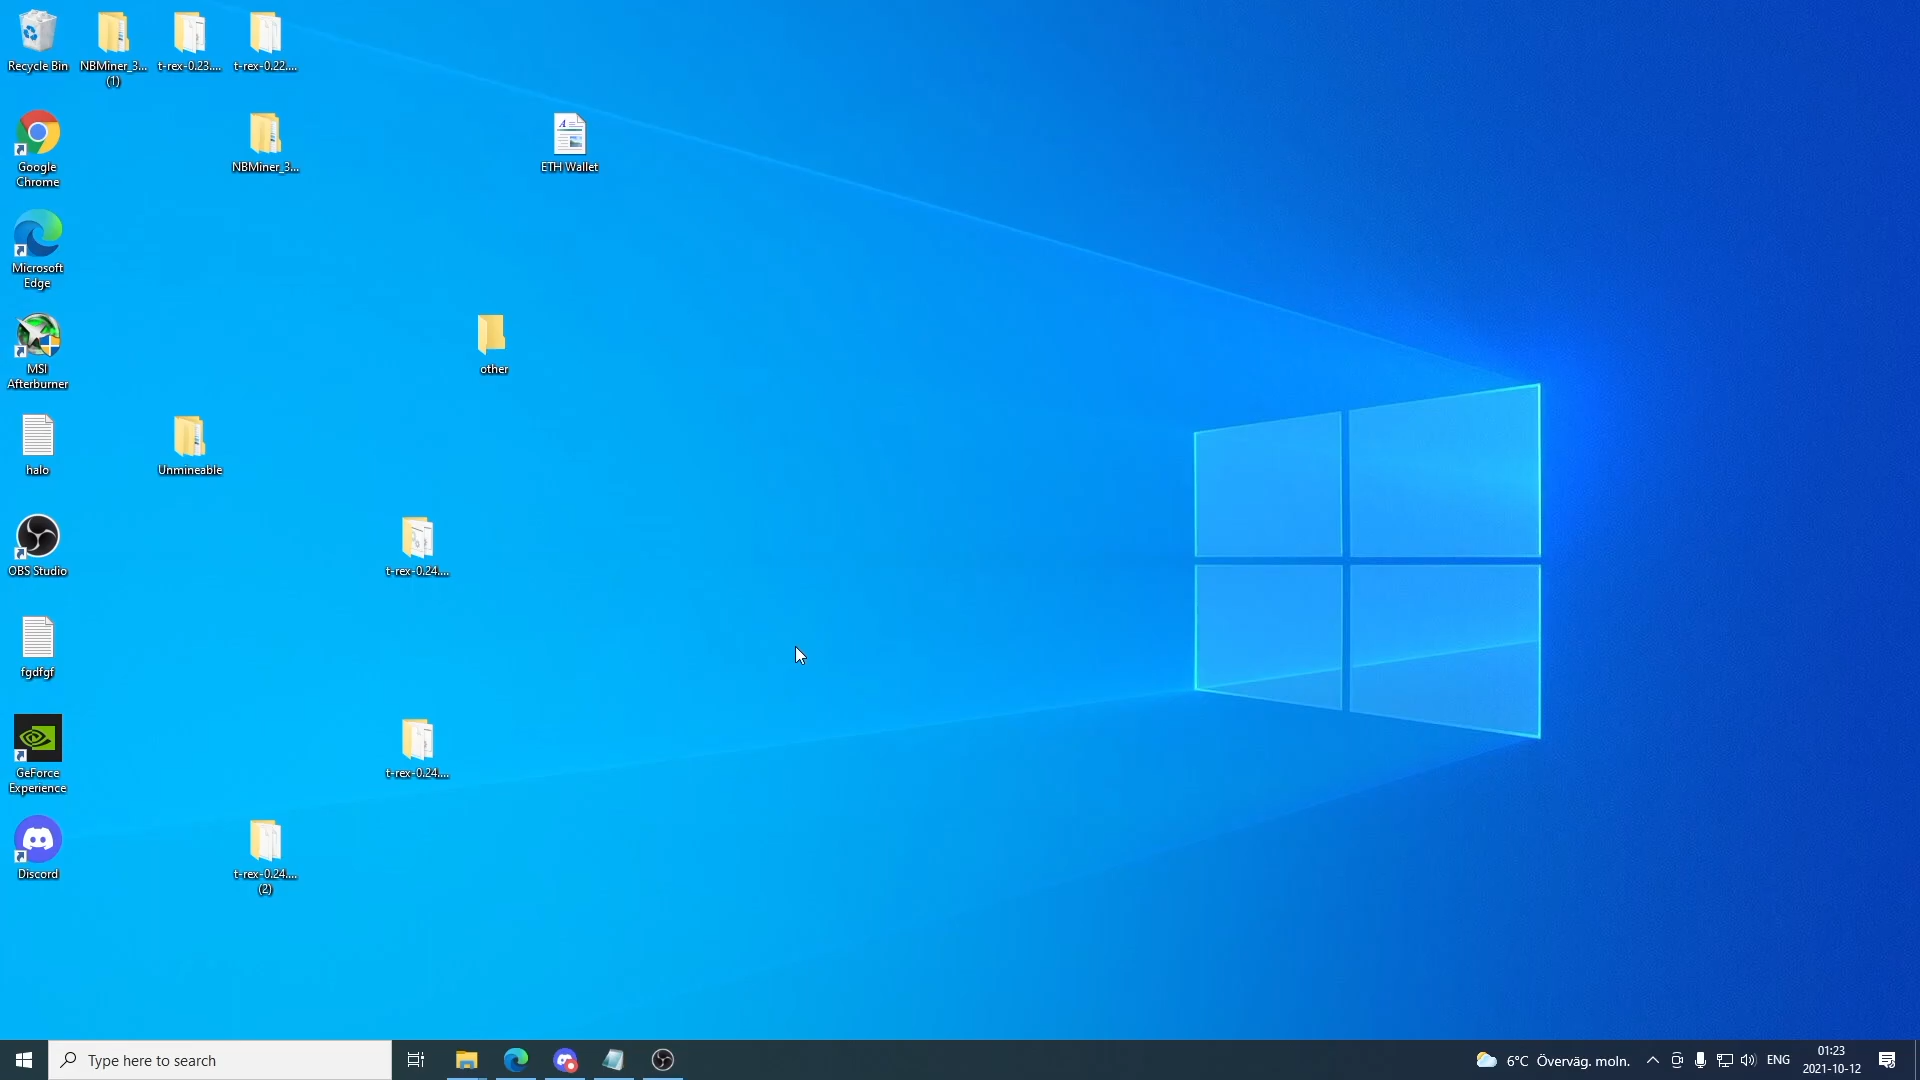 Recycle Bin
NBMiner_3...
(1)
t-rex-0.23....
t-rex-0.22....
Google
Chrome
NBMiner_3...
ETH Wallet
Microsoft
Edge
MSI
Afterburner
other
halo
Unmineable
OBS Studio
t-rex-0.24....
fgdfgf
GeForce
Experience
t-rex-0.24....
Discord
t-rex-0.24....
(2)
Type here to search
6°C Överväg. moln.
ENG
01:23
2021-10-12